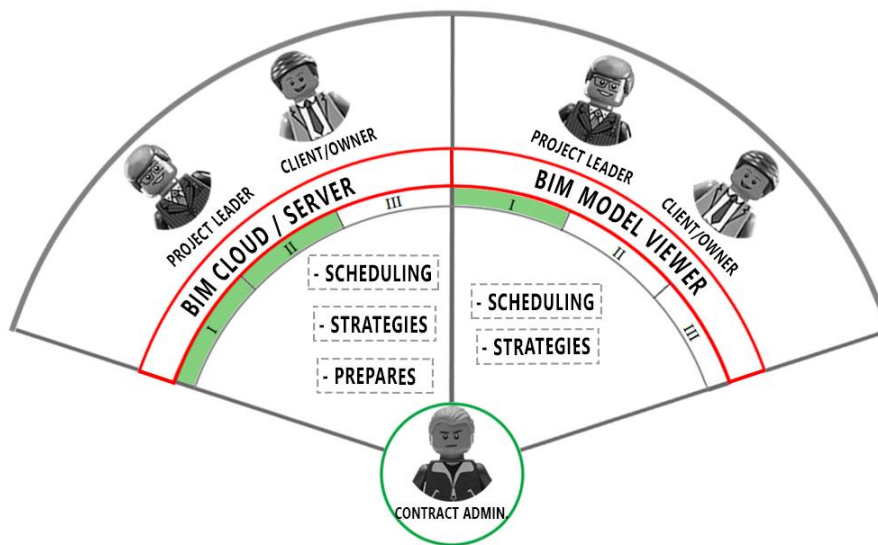 PROJECT LEADER
CLIENT/OWNER
BIM CLOUD / SERVER
I
II
III
- SCHEDULING
- STRATEGIES
- PREPARES
PROJECT LEADER
CLIENT/OWNER
BIM MODEL VIEWER
I
II
III
- SCHEDULING
- STRATEGIES
CONTRACT ADMIN.